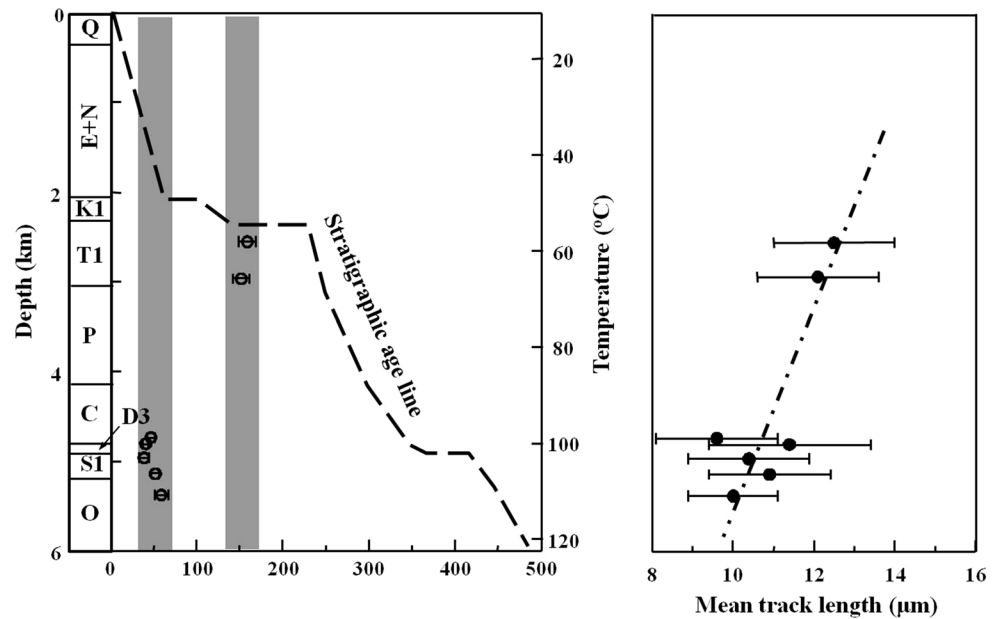 0
2
4
6
Depth (km)
Q
E+N
K1
T1
P
C
D3
S1
O
Stratigraphic age line
0
100
200
300
400
500
20
40
60
80
100
120
Temperature (°C)
8
10
12
14
16
Mean track length (μm)